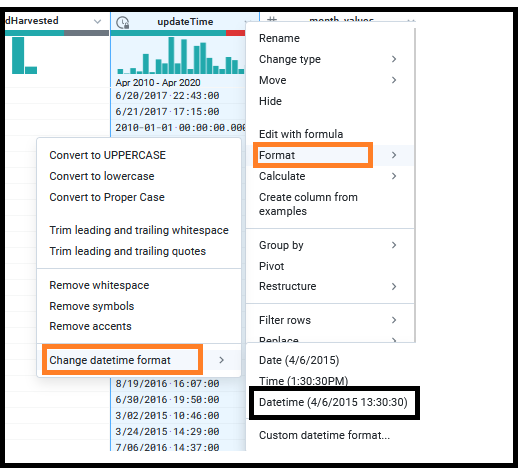 dHarvested
updateTime
month_values
Apr 2010 - Apr 2020
6/20/2017·22:43:00
6/21/2017·17:15:00
2010-01-01·00:00:00.000
Rename
Change type
Move
Hide
Edit with formula
Format
Calculate
Create column from
examples
Group by
Pivot
Restructure
Filter rows
Replace
Convert to UPPERCASE
Convert to lowercase
Convert to Proper Case
Trim leading and trailing whitespace
Trim leading and trailing quotes
Remove whitespace
Remove symbols
Remove accents
Change datetime format
Date (4/6/2015)
Time (1:30:30PM)
Datetime (4/6/2015 13:30:30)
Custom datetime format...
8/19/2016·16:07:00
6/30/2016·19:50:00
3/02/2015·10:46:00
3/24/2015·14:29:00
7/06/2016·14:37:00